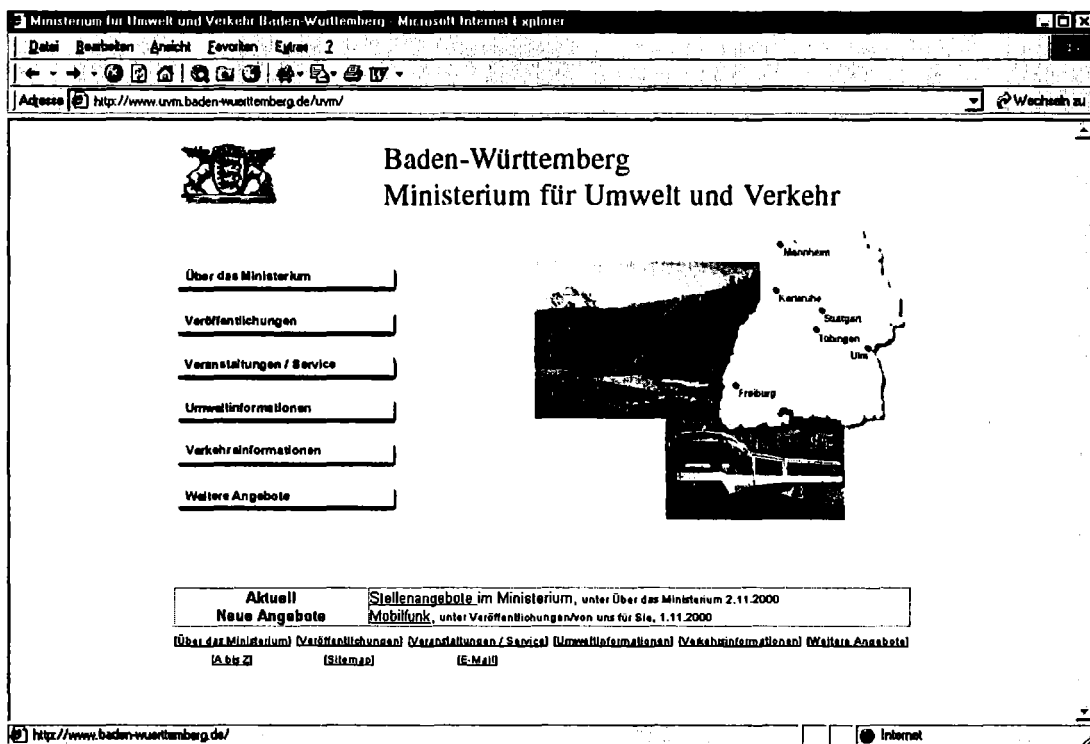 Ministerium für Umwelt und Verkehr Baden-Württemberg - Microsoft Internet Explorer
Datei Bearbeiten Ansicht Favoriten Extras ?
Adresse http://www.uvm.baden-wuerttemberg.de/uvm/ Wechseln zu
Baden-Württemberg
Ministerium für Umwelt und Verkehr
Über das Ministerium
Veröffentlichungen
Veranstaltungen / Service
Umweltinformationen
Verkehrsinformationen
Weitere Angebote
Mannheim
Karlsruhe
Stuttgart
Tübingen
Ulm
Freiburg
Aktuell Stellenangebote im Ministerium, unter Über das Ministerium 2.11.2000
Neue Angebote Mobilfunk, unter Veröffentlichungen/von uns für Sie, 1.11.2000
[Über das Ministerium] [Veröffentlichungen] [Veranstaltungen / Service] [Umweltinformationen] [Verkehsinformationen] [Weitere Angebote]
[A bis Z] [Sitemap] [E-Mail]
http://www.baden-wuerttemberg.de/ Internet